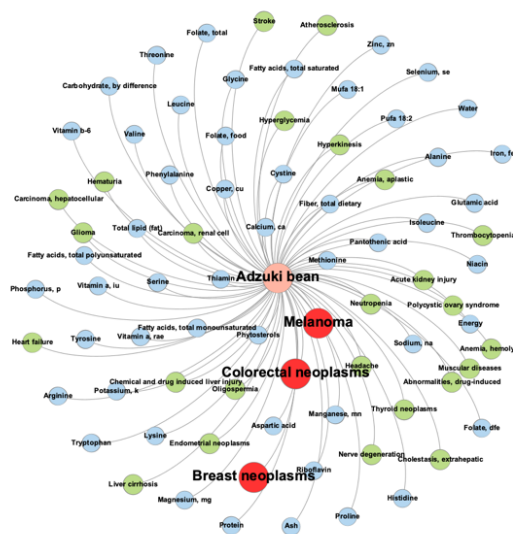 Stroke
Folate, total
Atherosclerosis
Zinc, zn
Threonine
Fatty acids, total saturated
Selenium, se
Carbohydrate, by difference
Glycine
Mufa 18:1
Leucine
Water
Hyperglycemia
Pufa 18:2
Vitamin b-6
Valine
Folate, food
Hyperkinesis
Iron, fe
Alanine
Phenylalanine
Cystine
Hematuria
Anemia, aplastic
Copper, cu
Carcinoma, hepatocellular
Fiber, total dietary
Glutamic acid
Isoleucine
Glioma
Total lipid (fat)
Carcinoma, renal cell
Calcium, ca
Thrombocytopenia
Pantothenic acid
Fatty acids, total polyunsaturated
Methionine
Niacin
Adzuki bean
Thiamin
Serine
Acute kidney injury
Phosphorus, p
Vitamin a, iu
Polycystic ovary syndrome
Neutropenia
Melanoma
Energy
Fatty acids, total monounsaturated
Phytosterols
Tyrosine
Vitamin a, rae
Heart failure
Sodium, na
Anemia, hemoly
Muscular diseases
Headache
Colorectal neoplasms
Chemical and drug induced liver injury
Abnormalities, drug-induced
Potassium, k
Oligospermia
Arginine
Thyroid neoplasms
Manganese, mn
Aspartic acid
Folate, dfe
Lysine
Tryptophan
Endometrial neoplasms
Nerve degeneration
Cholestasis, extrahepatic
Riboflavin
Breast neoplasms
Liver cirrhosis
Magnesium, mg
Histidine
Proline
Protein
Ash